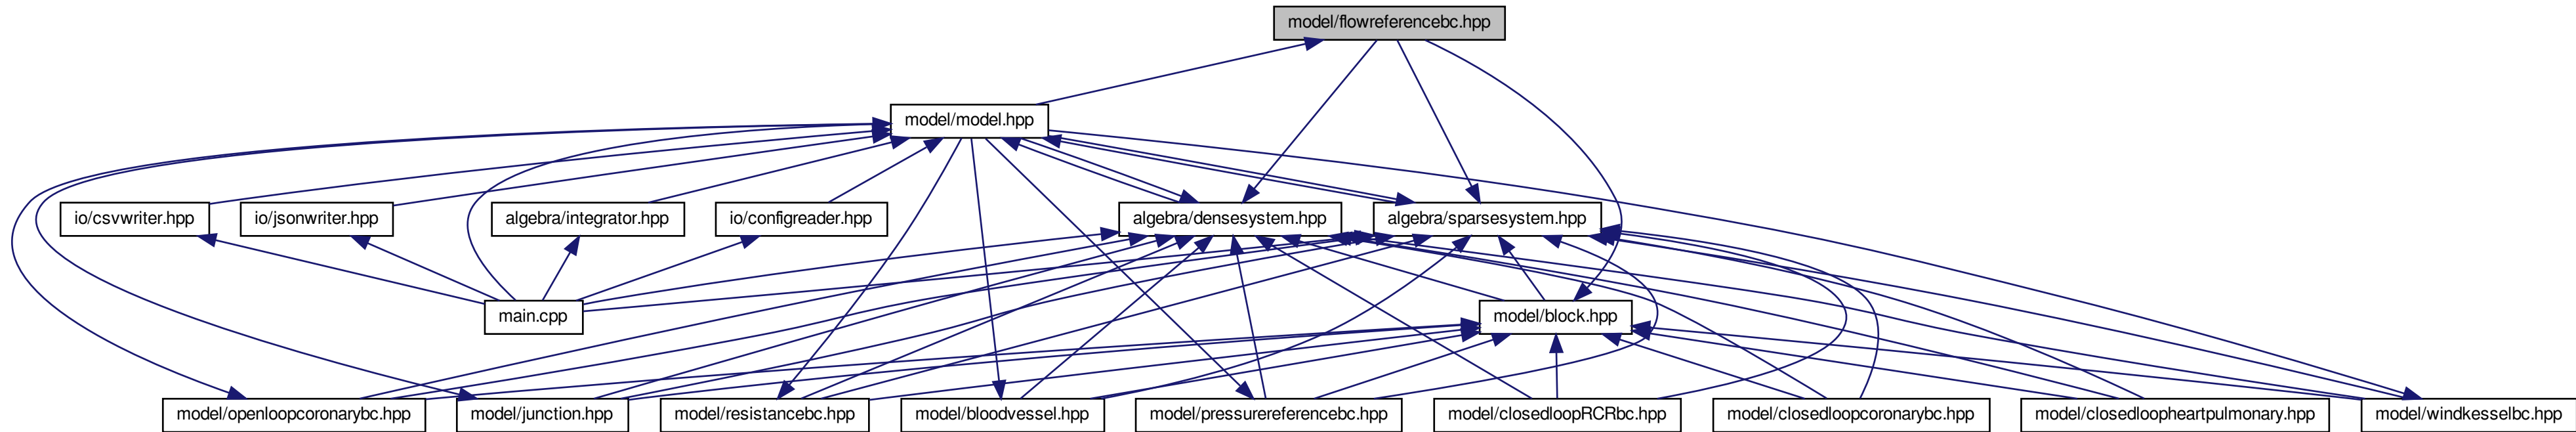 model/flowreferencebc.hpp
model/model.hpp
io/csvwriter.hpp
io/jsonwriter.hpp
algebra/integrator.hpp
io/configreader.hpp
algebra/densesystem.hpp
algebra/sparsesystem.hpp
main.cpp
model/block.hpp
model/openloopcoronarybc.hpp
model/junction.hpp
model/resistancebc.hpp
model/bloodvessel.hpp
model/pressurereferencebc.hpp
model/closedloopRCRbc.hpp
model/closedloopcoronarybc.hpp
model/closedloopheartpulmonary.hpp
model/windkesselbc.hpp